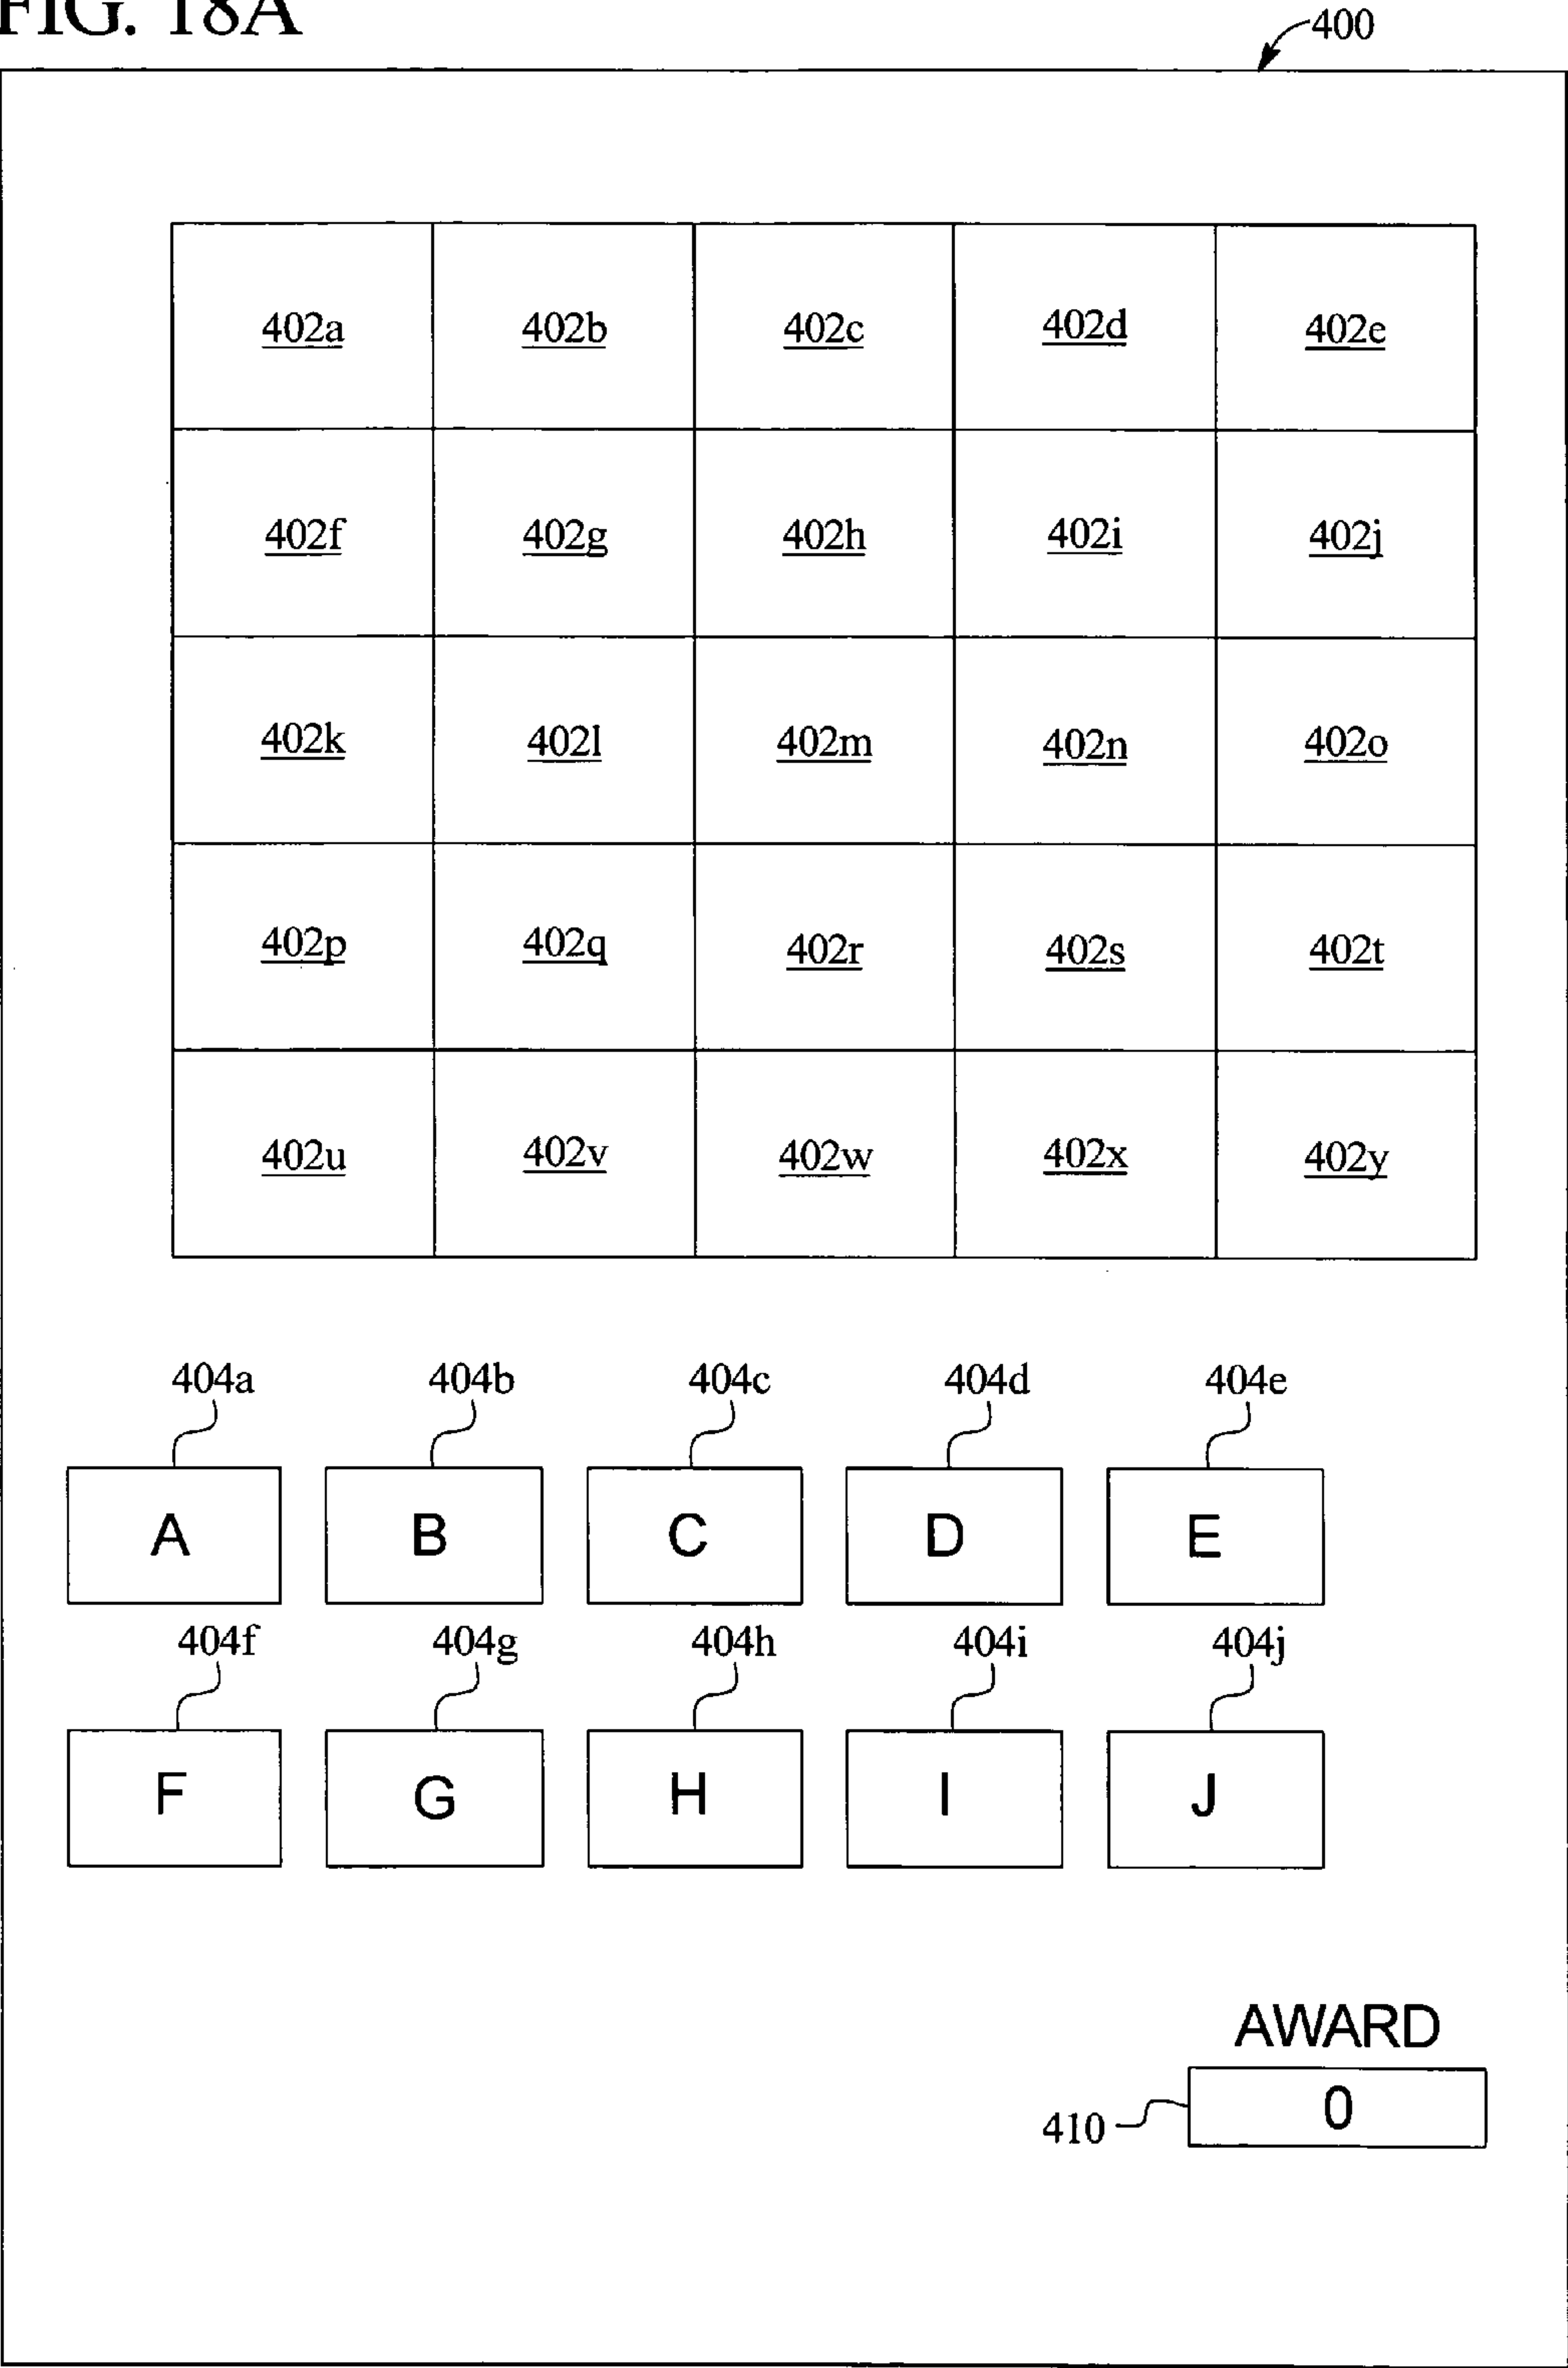 FIG. 18A
400
402a 402b 402c 402d 402e
402f 402g 402h 402i 402j
402k 402l 402m 402n 402o
402p 402q 402r 402s 402t
402u 402v 402w 402x 402y
404a 404b 404c 404d 404e
A B C D E
404f 404g 404h 404i 404j
F G H I J
AWARD
410 0